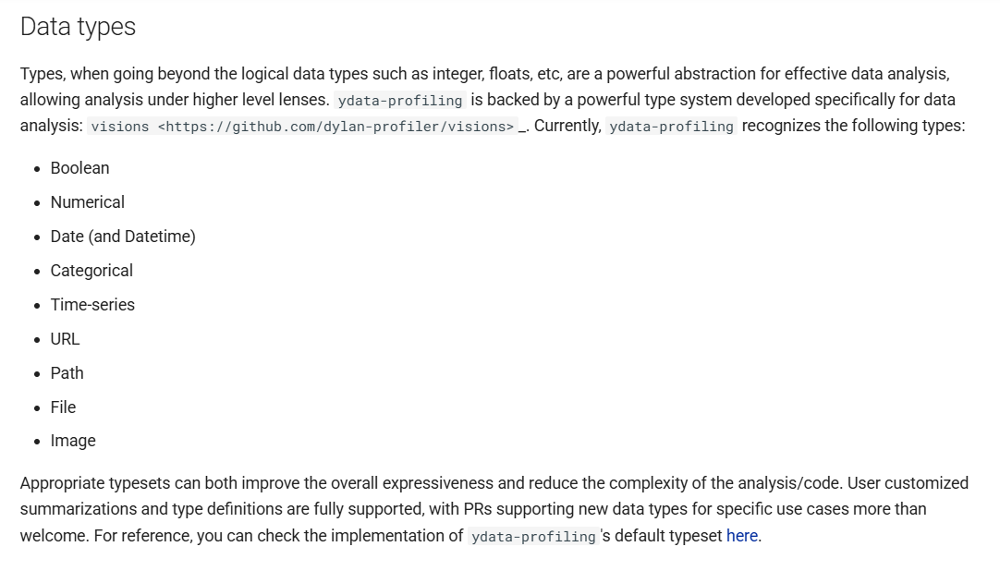 Data types
Types, when going beyond the logical data types such as integer, floats, etc, are a powerful abstraction for effective data analysis,
allowing analysis under higher level lenses. ydata-profiling is backed by a powerful type system developed specifically for data
analysis: visions <https://github.com/dylan-profiler/visions> _. Currently, ydata-profiling recognizes the following types:
• Boolean
• Numerical
• Date (and Datetime)
• Categorical
• Time-series
• URL
• Path
• File
• Image
Appropriate typesets can both improve the overall expressiveness and reduce the complexity of the analysis/code. User customized
summarizations and type definitions are fully supported, with PRs supporting new data types for specific use cases more than
welcome. For reference, you can check the implementation of ydata-profiling 's default typeset here.